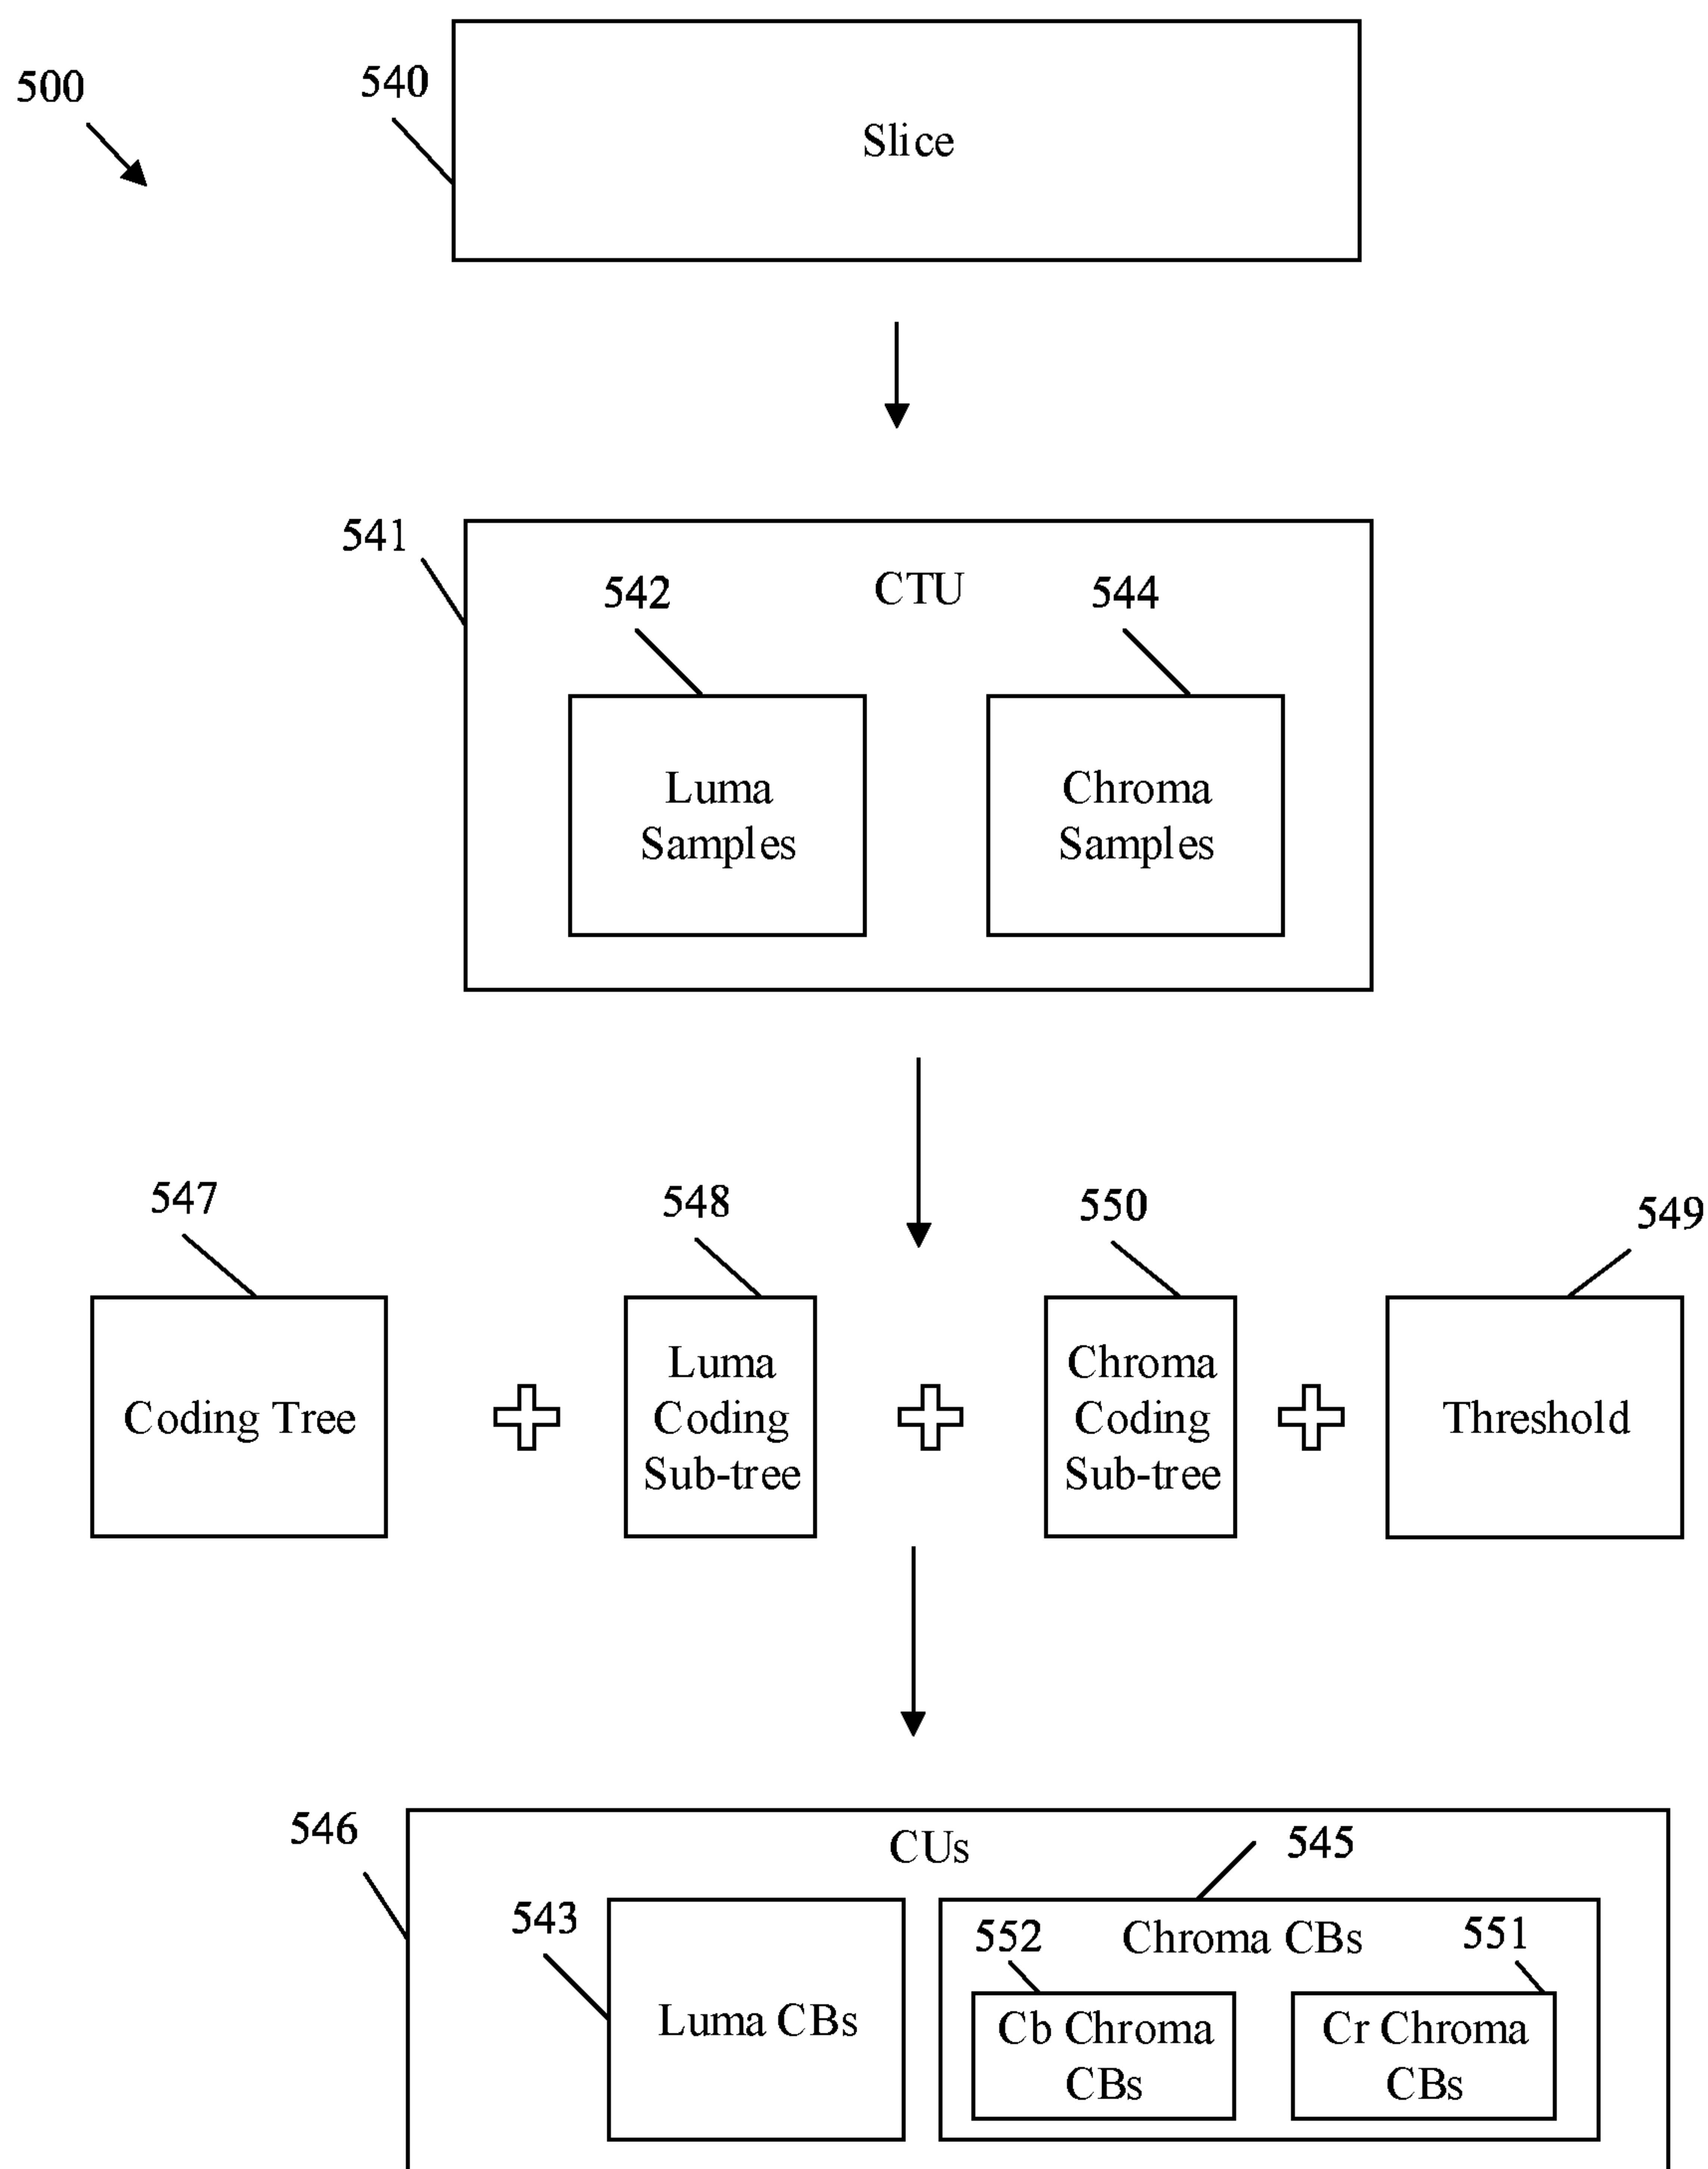 500
540
Slice
541
CTU
542
544
Luma
Samples
Chroma
Samples
547
548
550
549
Coding Tree
Luma
Coding
Sub-tree
Chroma
Coding
Sub-tree
Threshold
546
CUs
545
543
Luma CBs
552
Chroma CBs
551
Cb Chroma
CBs
Cr Chroma
CBs